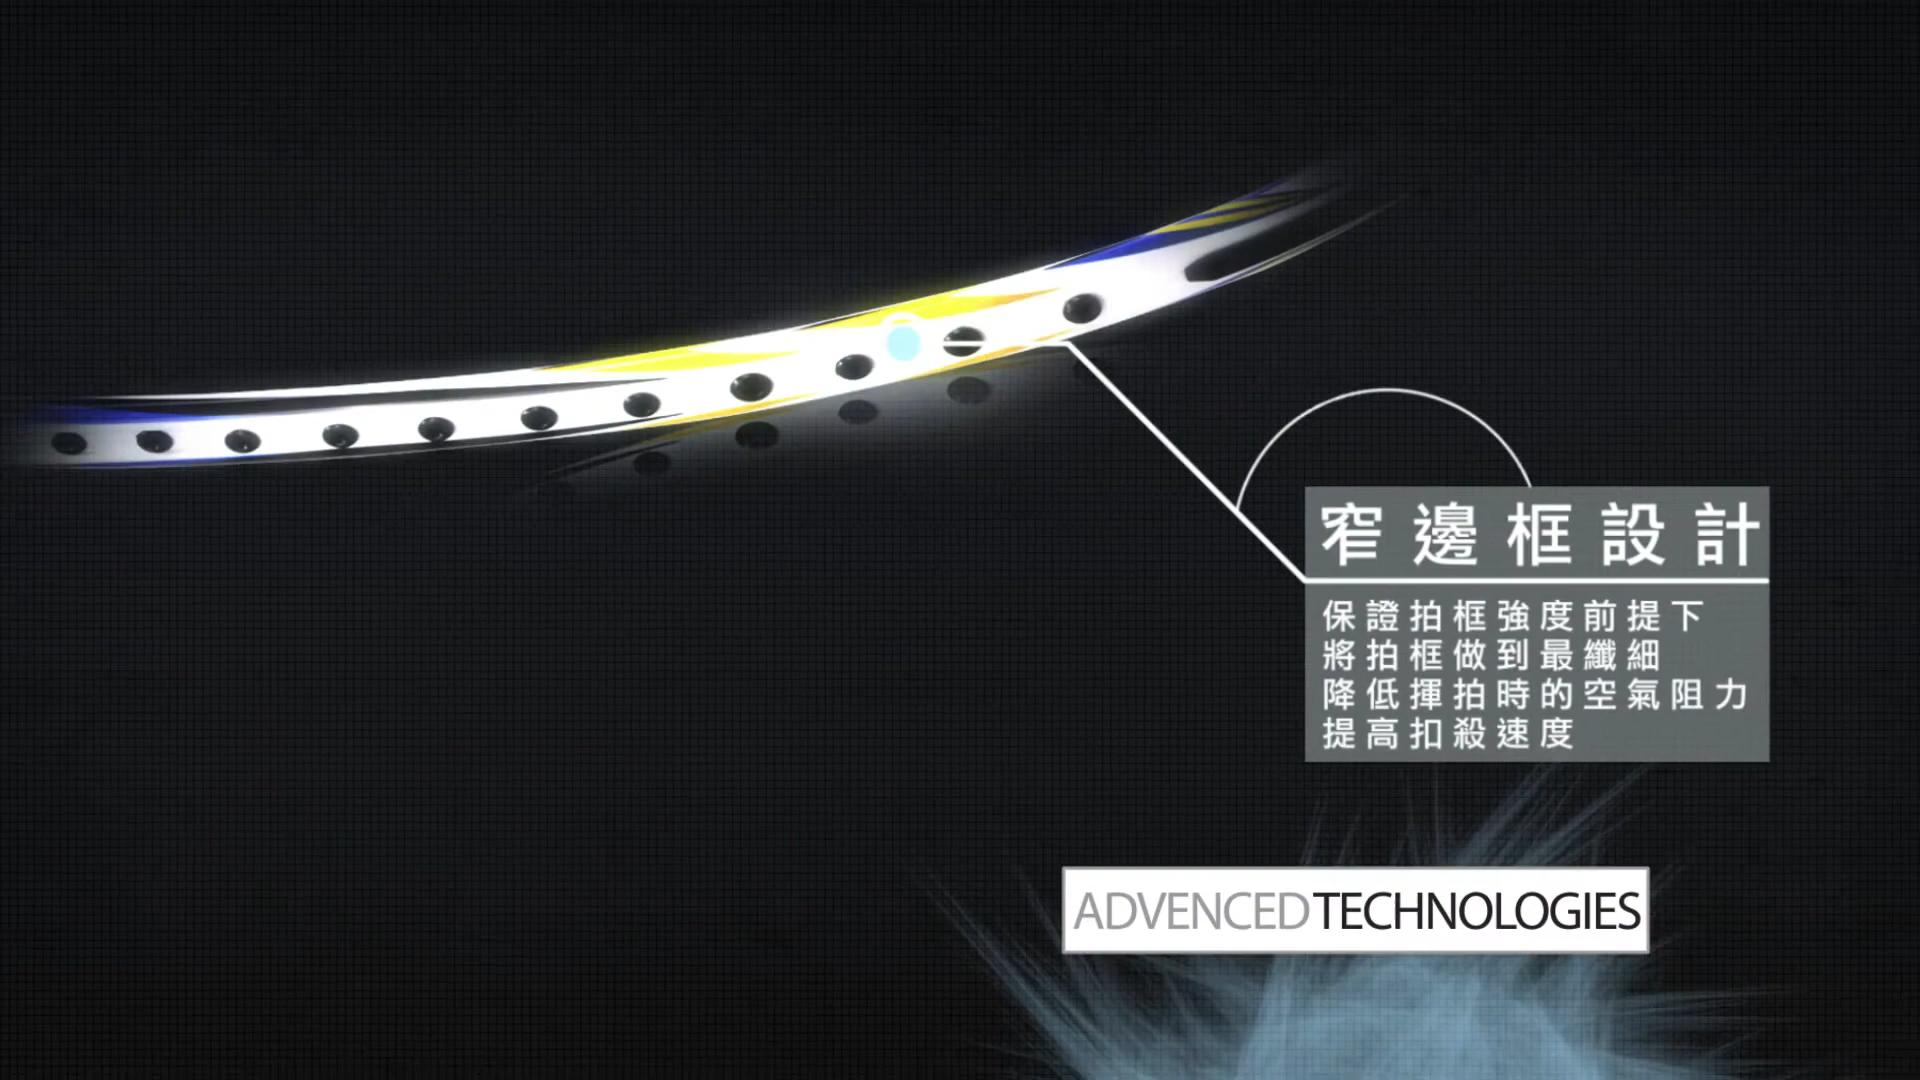 窄邊框設計
保證拍框強度前提下
將拍框做到最纖細
降低揮拍時的空氣阻力
提高扣殺速度
ADVENCEDTECHNOLOGIES